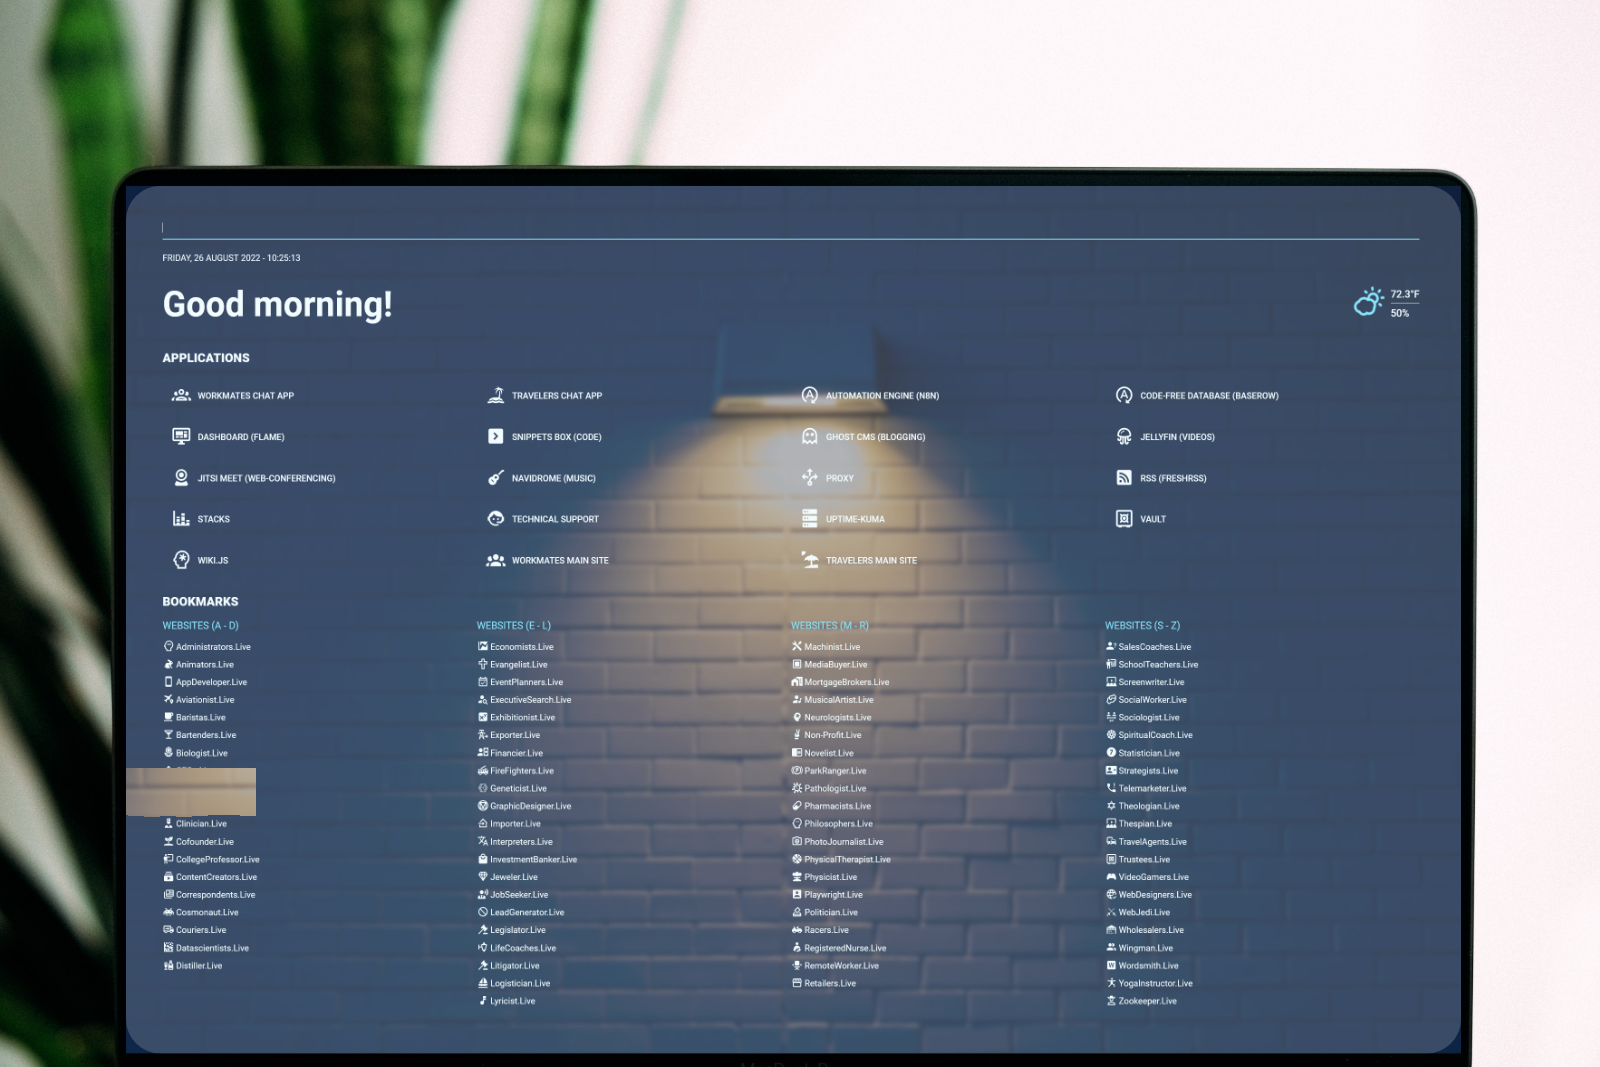 FRIDAY, 26 AUGUST 2022 - 10:25:13
Good morning!
72.3°F
50%
APPLICATIONS
WORKMATES CHAT APP
TRAVELERS CHAT APP
AUTOMATION ENGINE (N8N)
CODE-FREE DATABASE (BASEROW)
DASHBOARD (FLAME)
SNIPPETS BOX (CODE)
GHOST CMS (BLOGGING)
JELLYFIN (VIDEOS)
JITSI MEET (WEB-CONFERENCING)
NAVIDROME (MUSIC)
PROXY
RSS (FRESHRSS)
STACKS
TECHNICAL SUPPORT
UPTIME-KUMA
VAULT
WIKI.JS
WORKMATES MAIN SITE
TRAVELERS MAIN SITE
BOOKMARKS
WEBSITES (A - D)
Administrators.Live
Animators.Live
AppDeveloper.Live
Aviationist.Live
Baristas.Live
Bartenders.Live
Biologist.Live
Clinician.Live
Cofounder.Live
CollegeProfessor.Live
ContentCreators.Live
Correspondents.Live
Cosmonaut.Live
Couriers.Live
Datascientists.Live
Distiller.Live
WEBSITES (E - L)
Economists.Live
Evangelist.Live
EventPlanners.Live
ExecutiveSearch.Live
Exhibitionist.Live
Exporter.Live
Financier.Live
FireFighters.Live
Geneticist.Live
GraphicDesigner.Live
Importer.Live
Interpreters.Live
InvestmentBanker.Live
Jeweler.Live
JobSeeker.Live
LeadGenerator.Live
Legislator.Live
LifeCoaches.Live
Litigator.Live
Logistician.Live
Lyricist.Live
WEBSITES (M - R)
Machinist.Live
MediaBuyer.Live
MortgageBrokers.Live
MusicalArtist.Live
Neurologists.Live
Non-Profit.Live
Novelist.Live
ParkRanger.Live
Pathologist.Live
Pharmacists.Live
Philosophers.Live
PhotoJournalist.Live
PhysicalTherapist.Live
Physicist.Live
Playwright.Live
Politician.Live
Racers.Live
RegisteredNurse.Live
RemoteWorker.Live
Retailers.Live
WEBSITES (S - Z)
SalesCoaches.Live
SchoolTeachers.Live
Screenwriter.Live
SocialWorker.Live
Sociologist.Live
SpiritualCoach.Live
Statistician.Live
Strategists.Live
Telemarketer.Live
Theologian.Live
Thespian.Live
TravelAgents.Live
Trustees.Live
VideoGamers.Live
WebDesigners.Live
WebJedi.Live
Wholesalers.Live
Wingman.Live
Wordsmith.Live
YogaInstructor.Live
Zookeeper.Live